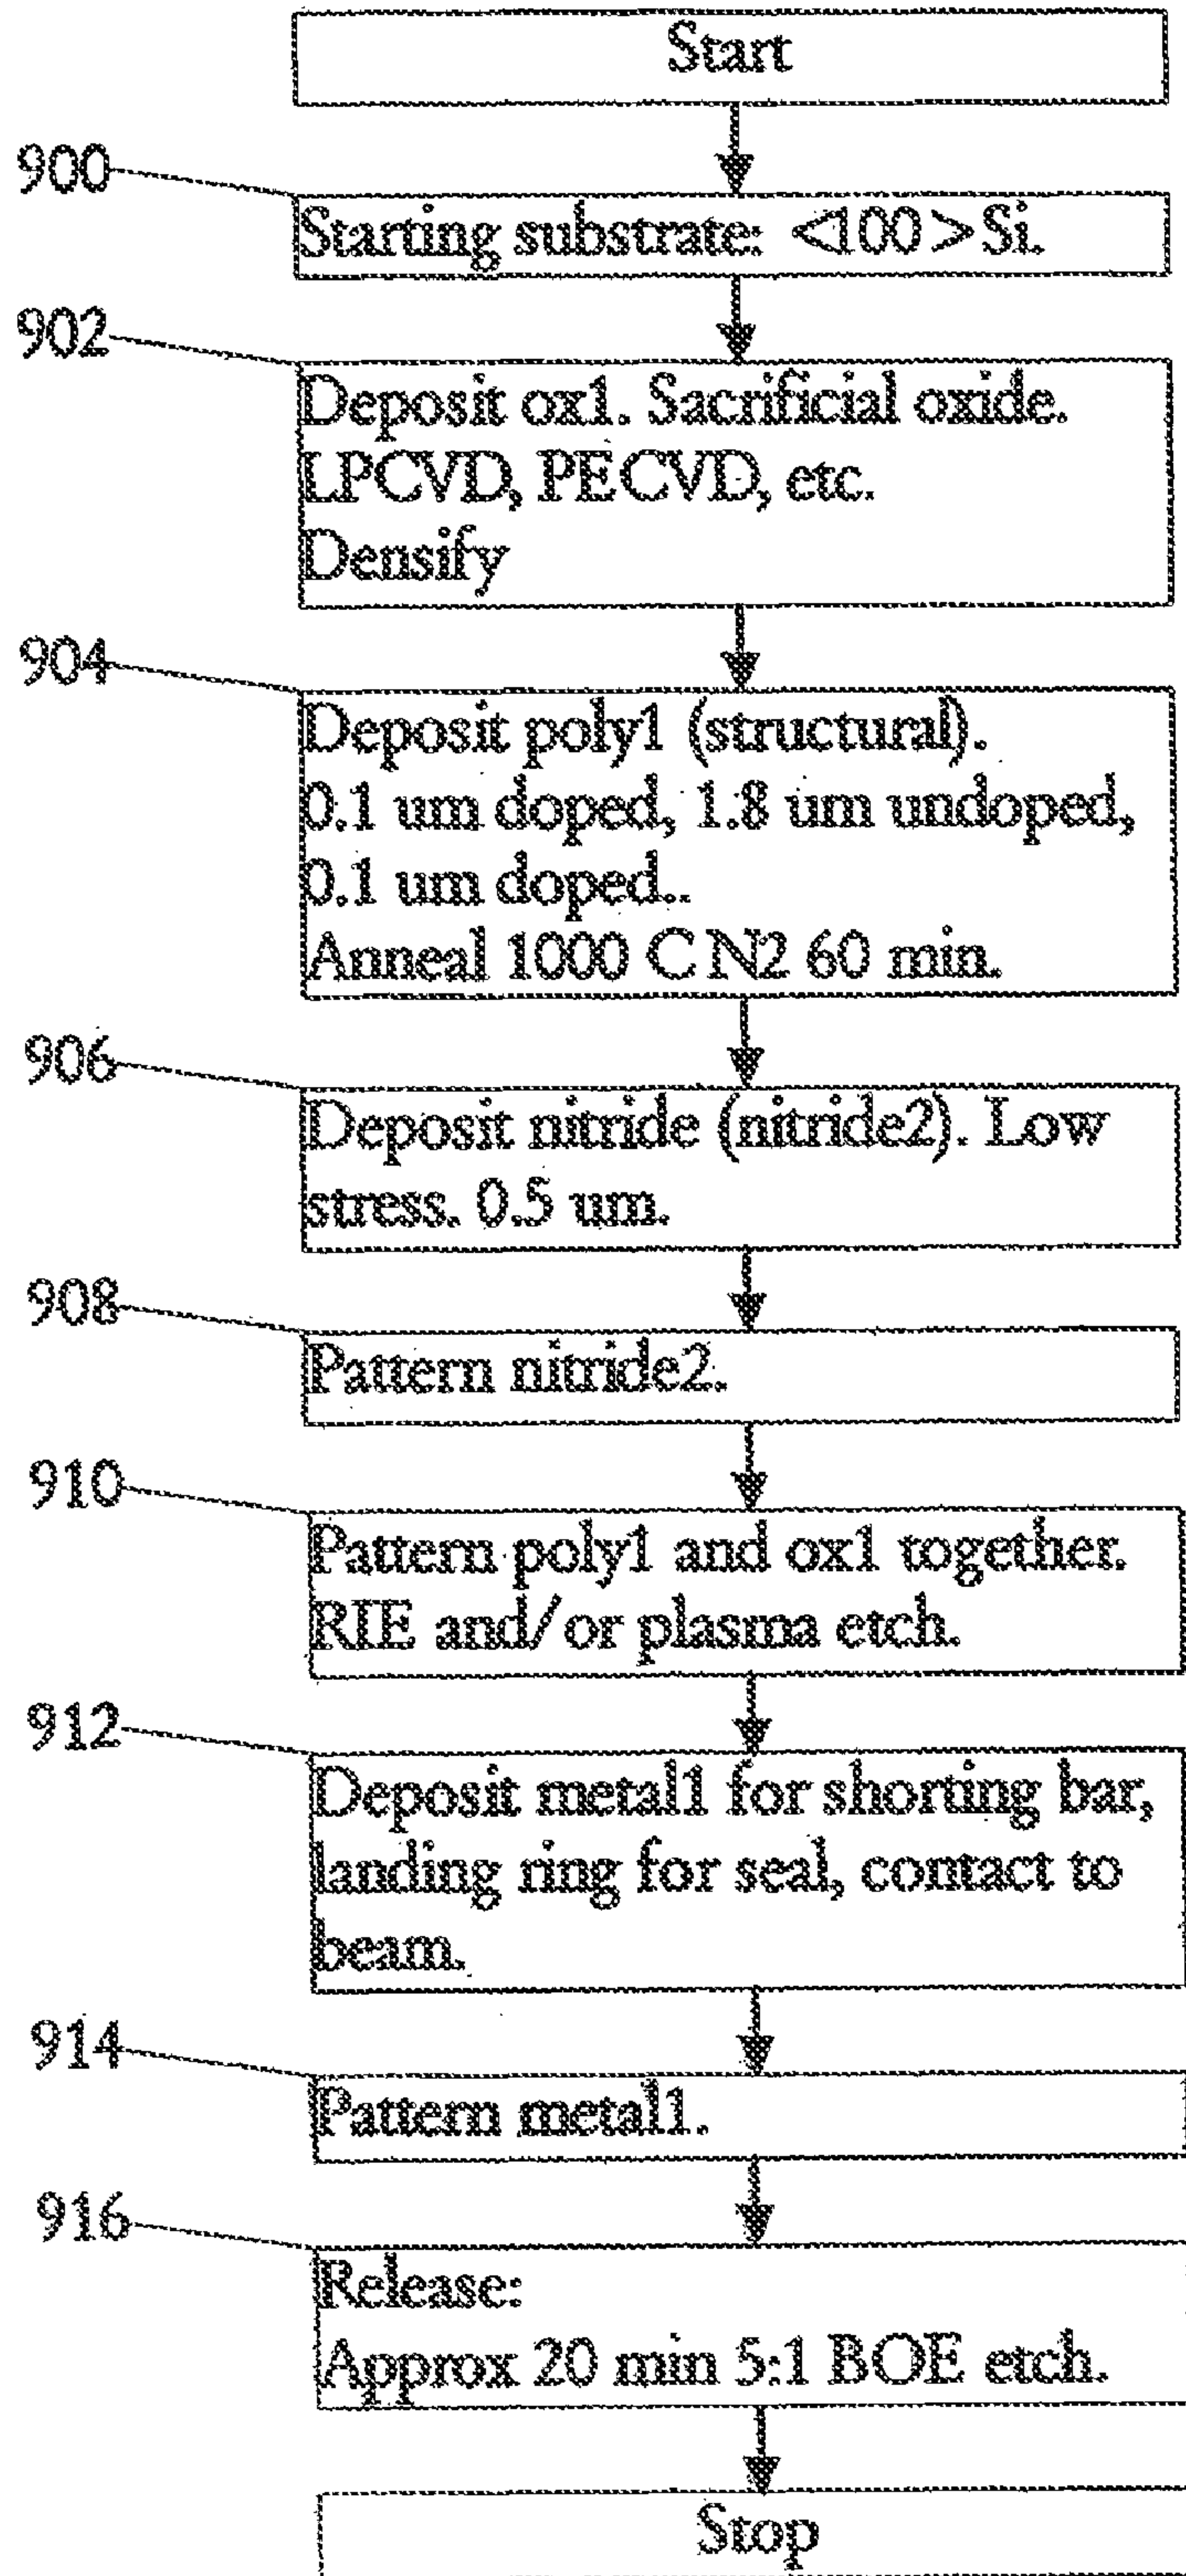 Start
900
Starting substrate: <100> Si.
902
Deposit ox1. Sacrificial oxide.
LPCVD, PECVD, etc.
Densify
904
Deposit poly1 (structural).
0.1 um doped, 1.8 um undoped,
0.1 um doped..
Anneal 1000 C N2 60 min.
906
Deposit nitride (nitride2). Low
stress. 0.5 um.
908
Pattern nitride2.
910
Pattern poly1 and ox1 together.
RIE and/or plasma etch.
912
Deposit metal1 for shorting bar,
landing ring for seal, contact to
beam.
914
Pattern metal1.
916
Release:
Approx 20 min 5:1 BOE etch.
Stop